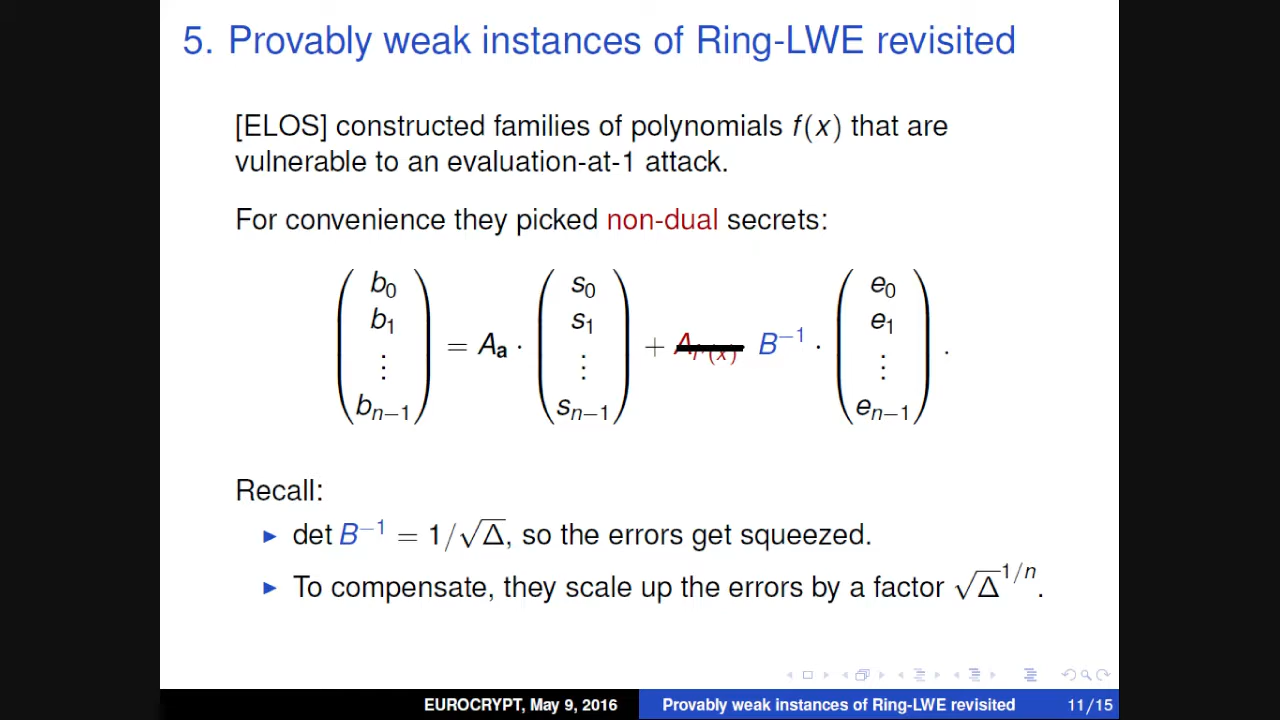 5. Provably weak instances of Ring-LWE revisited
[ELOS] constructed families of polynomials f(x) that are
vulnerable to an evaluation-at-1 attack.
For convenience they picked non-dual secrets:
(b₀ b₁ ⋮ bₙ₋₁) = Aₐ · (s₀ s₁ ⋮ sₙ₋₁) + A_f′(x) B⁻¹ · (e₀ e₁ ⋮ eₙ₋₁) .
Recall:
► det B⁻¹ = 1/√Δ, so the errors get squeezed.
► To compensate, they scale up the errors by a factor √Δ^1/n.
EUROCRYPT, May 9, 2016 Provably weak instances of Ring-LWE revisited 11/15